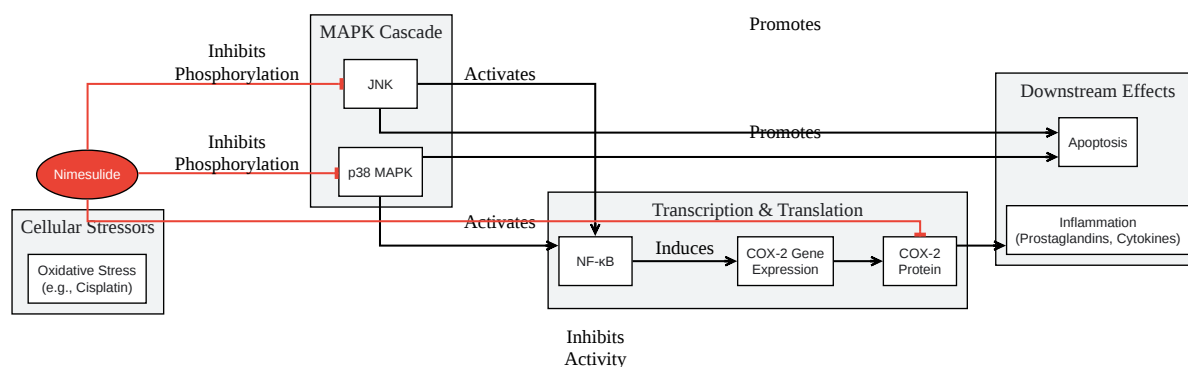 Promotes
MAPK Cascade
Inhibits
Phosphorylation
JNK
Activates
Downstream Effects
Promotes
Apoptosis
Inhibits
Phosphorylation
p38 MAPK
Nimesulide
Cellular Stressors
Oxidative Stress
(e.g., Cisplatin)
Activates
Transcription & Translation
NF-κB
Induces
COX-2 Gene
Expression
COX-2
Protein
Inflammation
(Prostaglandins, Cytokines)
Inhibits
Activity